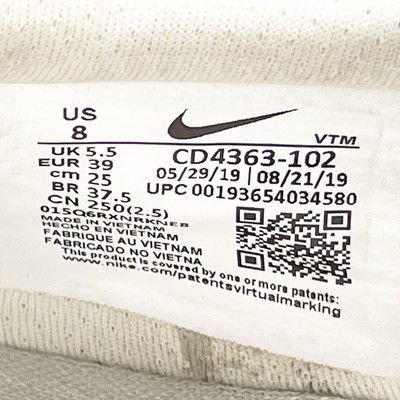 US
8
VTM
UK 5.5
EUR 39
cm 25
BR 37.5
CN 250(2.5)
CD4363-102
05/29/19 | 08/21/19
UPC 00193654034580
015Q6RXNRKNEB
MADE IN VIETNAM
HECHO EN VIETNAM
FABRIQUE AU VIETNAM
FABRICADO NO VIETNA
This product is covered by one or more patents:
www.nike.com/patentsvirtualmarking